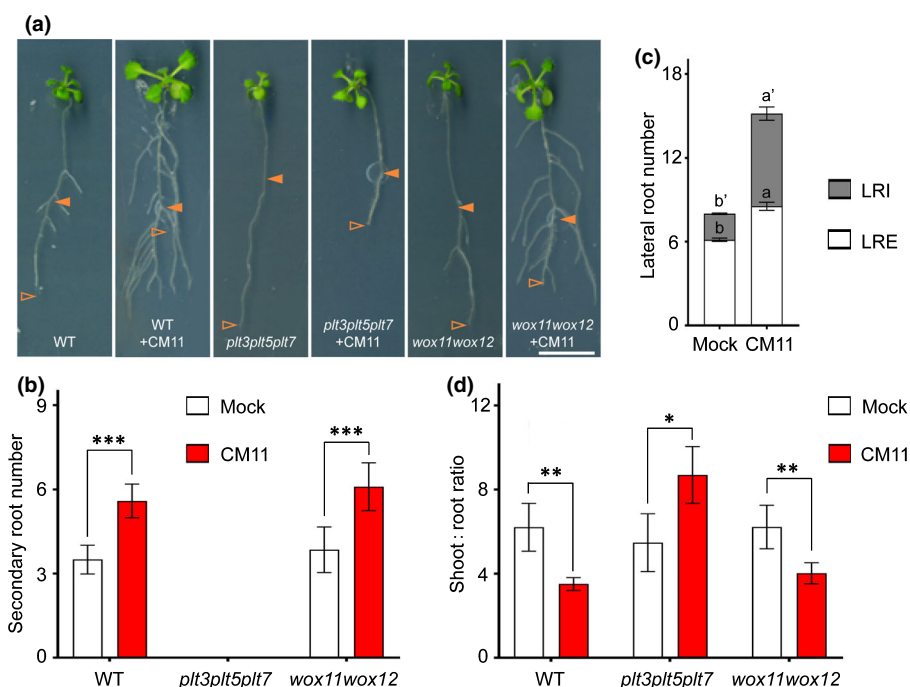 (a)
WT
WT
+CM11
plt3plt5plt7
plt3plt5plt7
+CM11
wox11wox12
wox11wox12
+CM11
(c)
Lateral root number
18
12
6
0
b'
b
a'
a
Mock CM11
LRI
LRE
(b)
Secondary root number
9
6
3
0
***
***
Mock
CM11
WT plt3plt5plt7 wox11wox12
(d)
Shoot : root ratio
12
8
4
0
**
*
**
Mock
CM11
WT plt3plt5plt7 wox11wox12